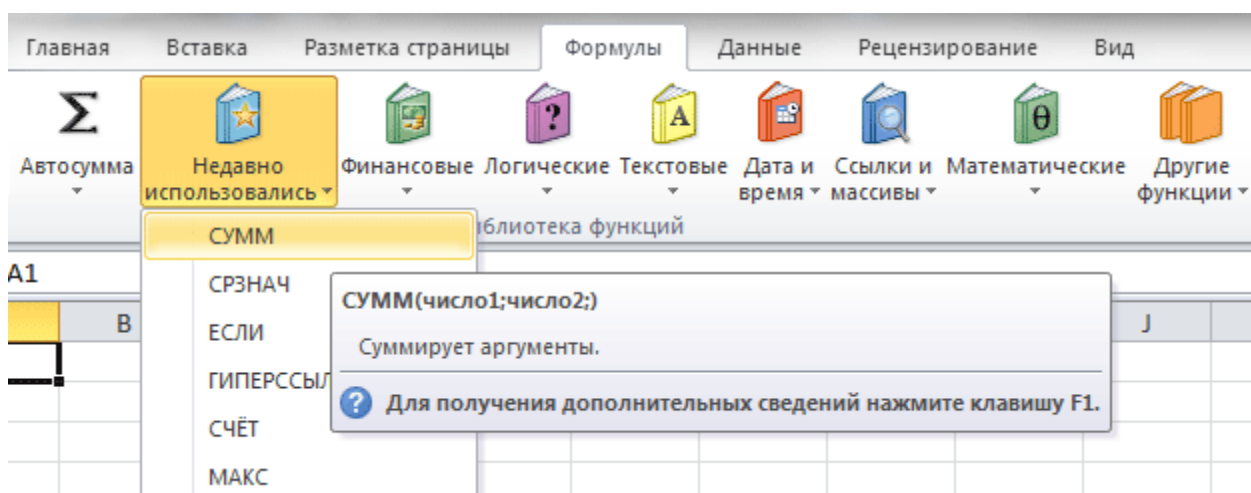 Главная Вставка Разметка страницы Формулы Данные Рецензирование Вид
Автосумма
Недавно использовались
Финансовые
Логические
Текстовые
Дата и время
Ссылки и массивы
Математические
Другие функции
иблиотека функций
A1
B
J
СУММ
СРЗНАЧ
ЕСЛИ
ГИПЕРССЫЛ
СЧЁТ
МАКС
СУММ(число1;число2;)
Суммирует аргументы.
Для получения дополнительных сведений нажмите клавишу F1.